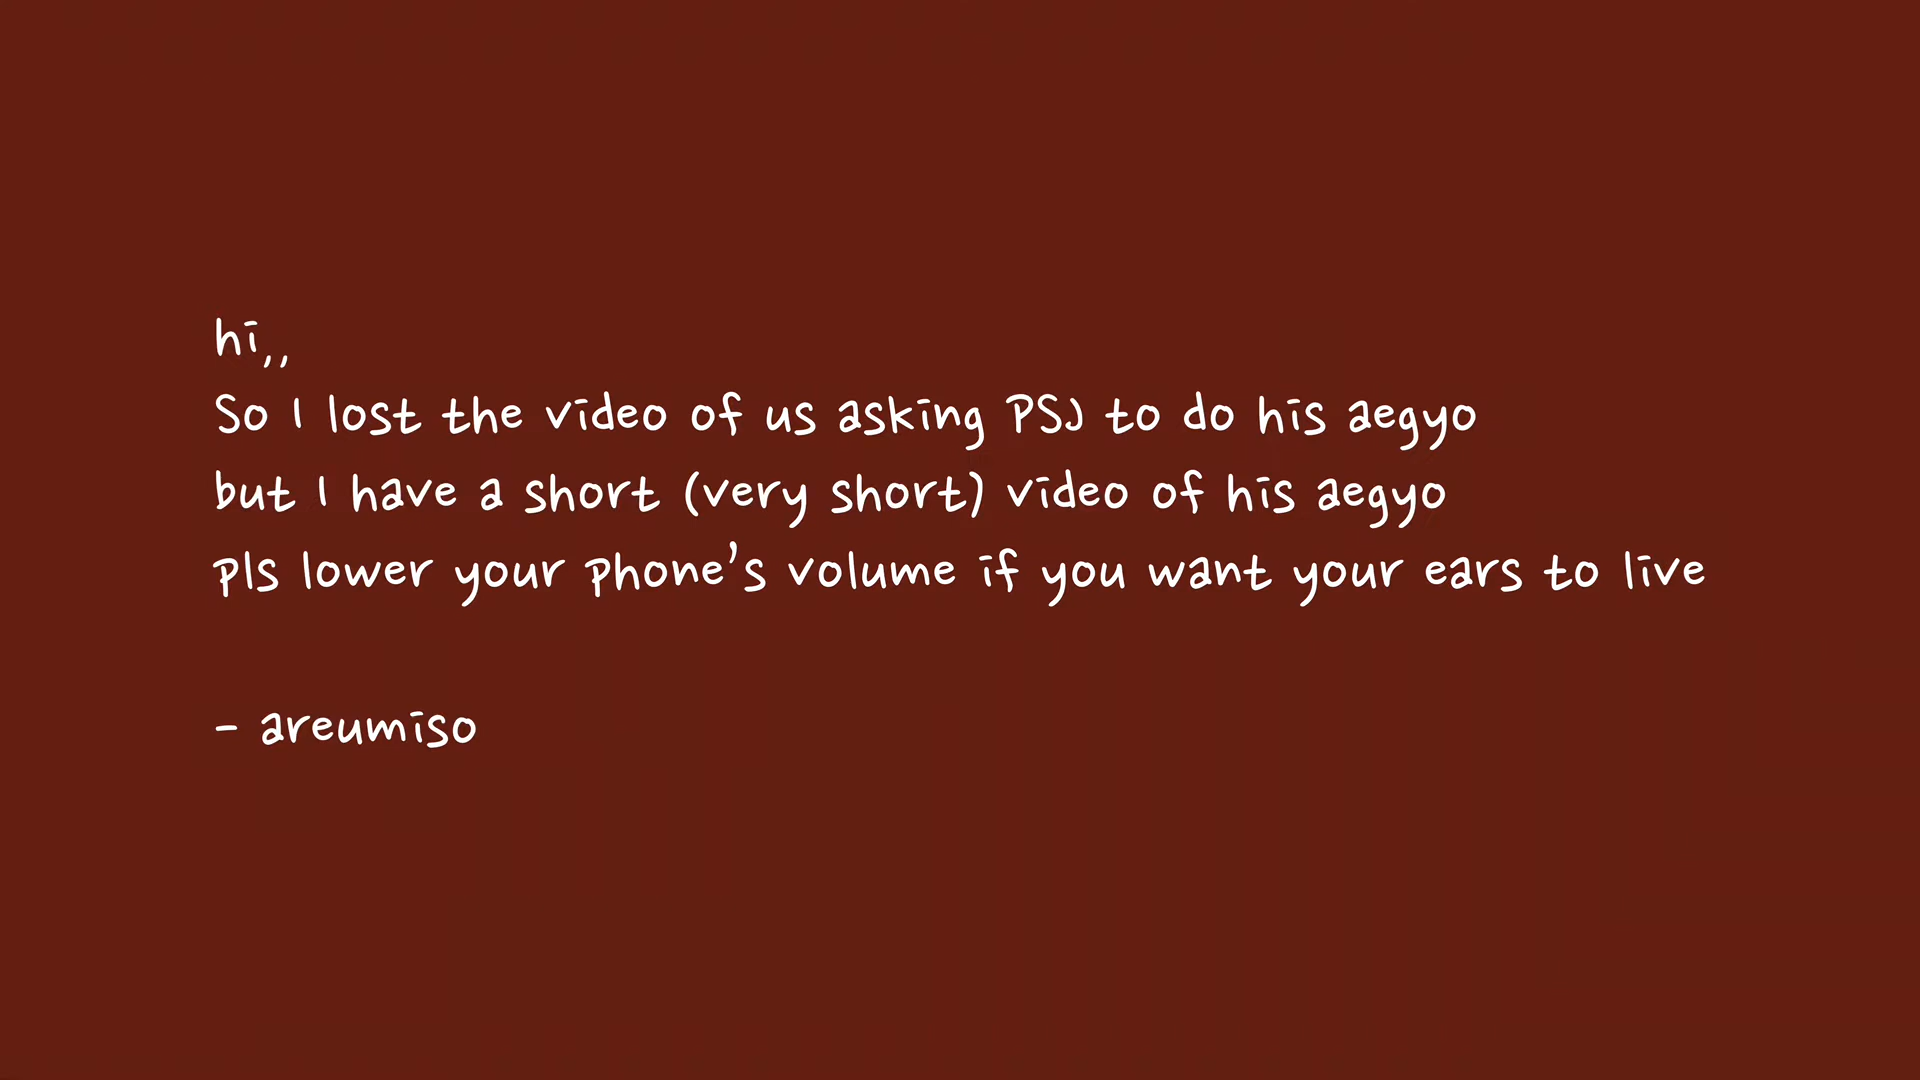 hi,,
So I lost the video of us asking PSJ to do his aegyo
but I have a short (very short) video of his aegyo
pls lower your phone's volume if you want your ears to live
- areumiso